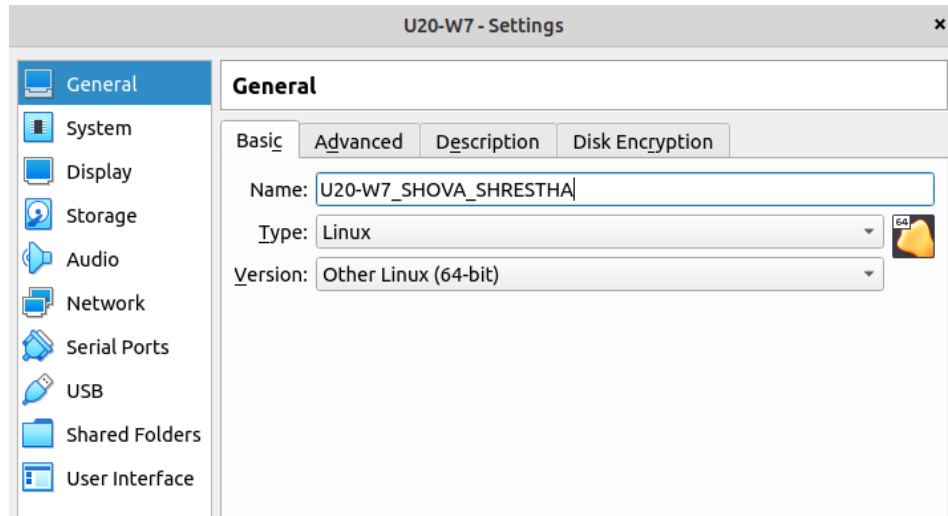 U20-W7 - Settings
×
General
System
Display
Storage
Audio
Network
Serial Ports
USB
Shared Folders
User Interface
General
Basic Advanced Description Disk Encryption
Name: U20-W7_SHOVA_SHRESTHA
Type: Linux
64
Version: Other Linux (64-bit)